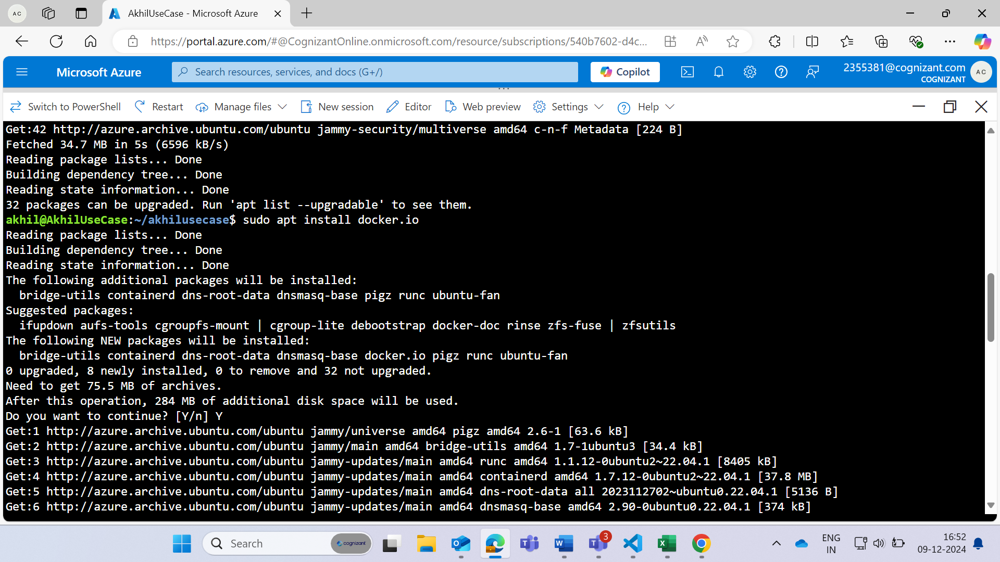 AC
AkhilUseCase - Microsoft Azure
https://portal.azure.com/#@CognizantOnline.onmicrosoft.com/resource/subscriptions/540b7602-d4c...
Microsoft Azure
Search resources, services, and docs (G+/)
Copilot
2355381@cognizant.com
COGNIZANT
AC
Switch to PowerShell
Restart
Manage files
New session
Editor
Web preview
Settings
Help
Get:42 http://azure.archive.ubuntu.com/ubuntu jammy-security/multiverse amd64 c-n-f Metadata [224 B]
Fetched 34.7 MB in 5s (6596 kB/s)
Reading package lists... Done
Building dependency tree... Done
Reading state information... Done
32 packages can be upgraded. Run 'apt list --upgradable' to see them.
akhil@AkhilUseCase:~/akhilusecase$ sudo apt install docker.io
Reading package lists... Done
Building dependency tree... Done
Reading state information... Done
The following additional packages will be installed:
  bridge-utils containerd dns-root-data dnsmasq-base pigz runc ubuntu-fan
Suggested packages:
  ifupdown aufs-tools cgroupfs-mount | cgroup-lite debootstrap docker-doc rinse zfs-fuse | zfsutils
The following NEW packages will be installed:
  bridge-utils containerd dns-root-data dnsmasq-base docker.io pigz runc ubuntu-fan
0 upgraded, 8 newly installed, 0 to remove and 32 not upgraded.
Need to get 75.5 MB of archives.
After this operation, 284 MB of additional disk space will be used.
Do you want to continue? [Y/n] Y
Get:1 http://azure.archive.ubuntu.com/ubuntu jammy/universe amd64 pigz amd64 2.6-1 [63.6 kB]
Get:2 http://azure.archive.ubuntu.com/ubuntu jammy/main amd64 bridge-utils amd64 1.7-1ubuntu3 [34.4 kB]
Get:3 http://azure.archive.ubuntu.com/ubuntu jammy-updates/main amd64 runc amd64 1.1.12-0ubuntu2~22.04.1 [8405 kB]
Get:4 http://azure.archive.ubuntu.com/ubuntu jammy-updates/main amd64 containerd amd64 1.7.12-0ubuntu2~22.04.1 [37.8 MB]
Get:5 http://azure.archive.ubuntu.com/ubuntu jammy-updates/main amd64 dns-root-data all 2023112702~ubuntu0.22.04.1 [5136 B]
Get:6 http://azure.archive.ubuntu.com/ubuntu jammy-updates/main amd64 dnsmasq-base amd64 2.90-0ubuntu0.22.04.1 [374 kB]
Search
cognizant
3
ENG
IN
16:52
09-12-2024